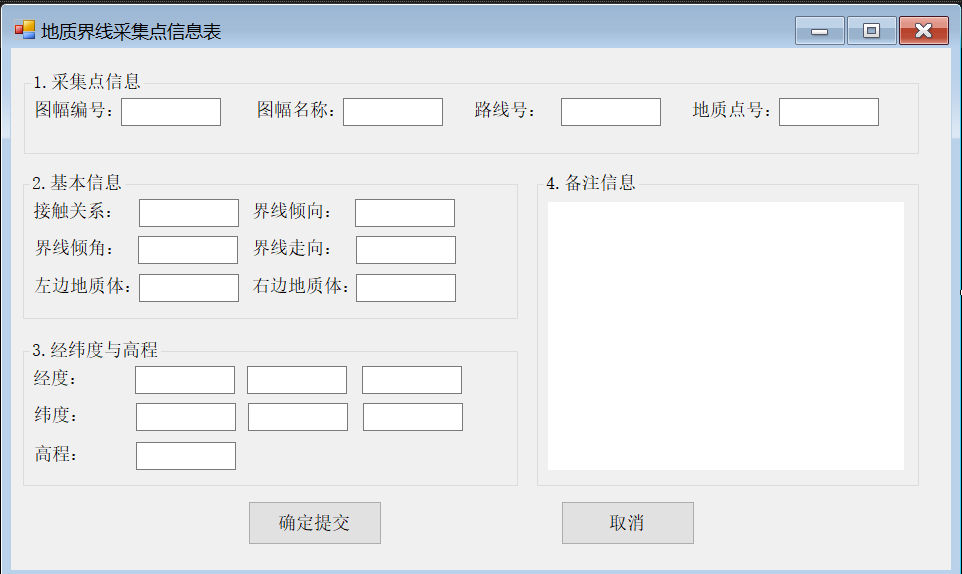 地质界线采集点信息表
1.采集点信息
图幅编号： 图幅名称： 路线号： 地质点号：
2.基本信息
接触关系： 界线倾向：
界线倾角： 界线走向：
左边地质体： 右边地质体：
3.经纬度与高程
经度：
纬度：
高程：
4.备注信息
确定提交 取消